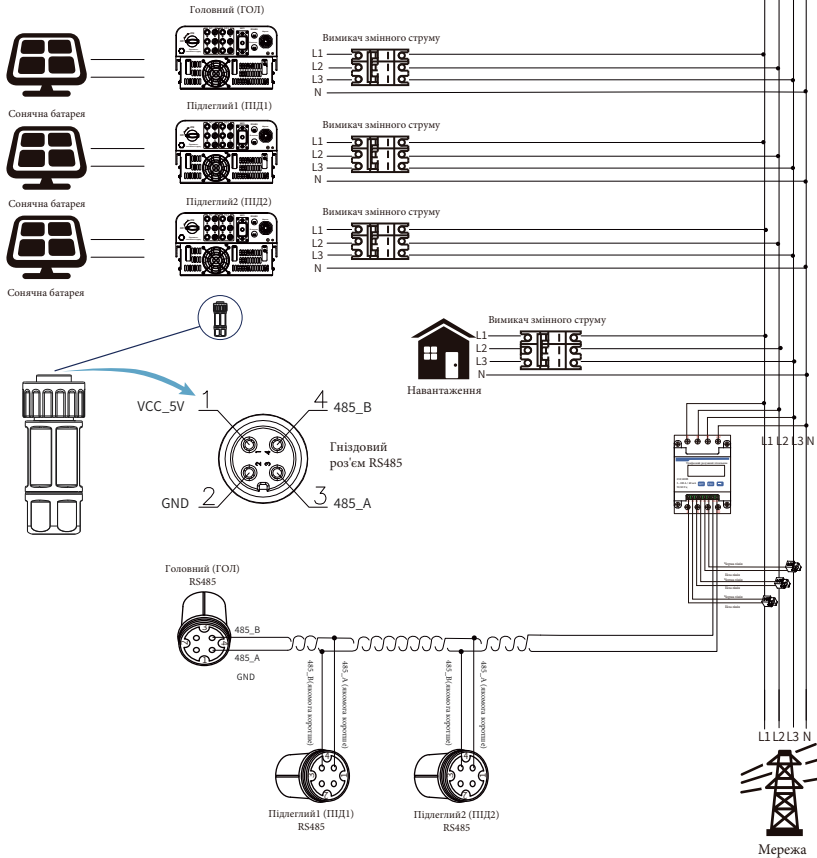 Головний (ГОЛ)
Вимикач змінного струму
L1
L2
L3
N
Сонячна батарея
Підлеглий1 (ПІД1)
Вимикач змінного струму
L1
L2
L3
N
Сонячна батарея
Підлеглий2 (ПІД2)
Вимикач змінного струму
L1
L2
L3
N
Сонячна батарея
Вимикач змінного струму
L1
L2
L3
N
Навантаження
VCC_5V
1
4
485_B
Гніздовий
роз'єм RS485
GND
2
3
485_A
L1 L2 L3 N
Головний (ГОЛ)
RS485
485_B
485_A
GND
485_B(якомога коротше)
485_A (якомога коротше)
485_B(якомога коротше)
485_A (якомога коротше)
Підлеглий1 (ПІД1)
RS485
Підлеглий2 (ПІД2)
RS485
L1 L2 L3 N
Мережа